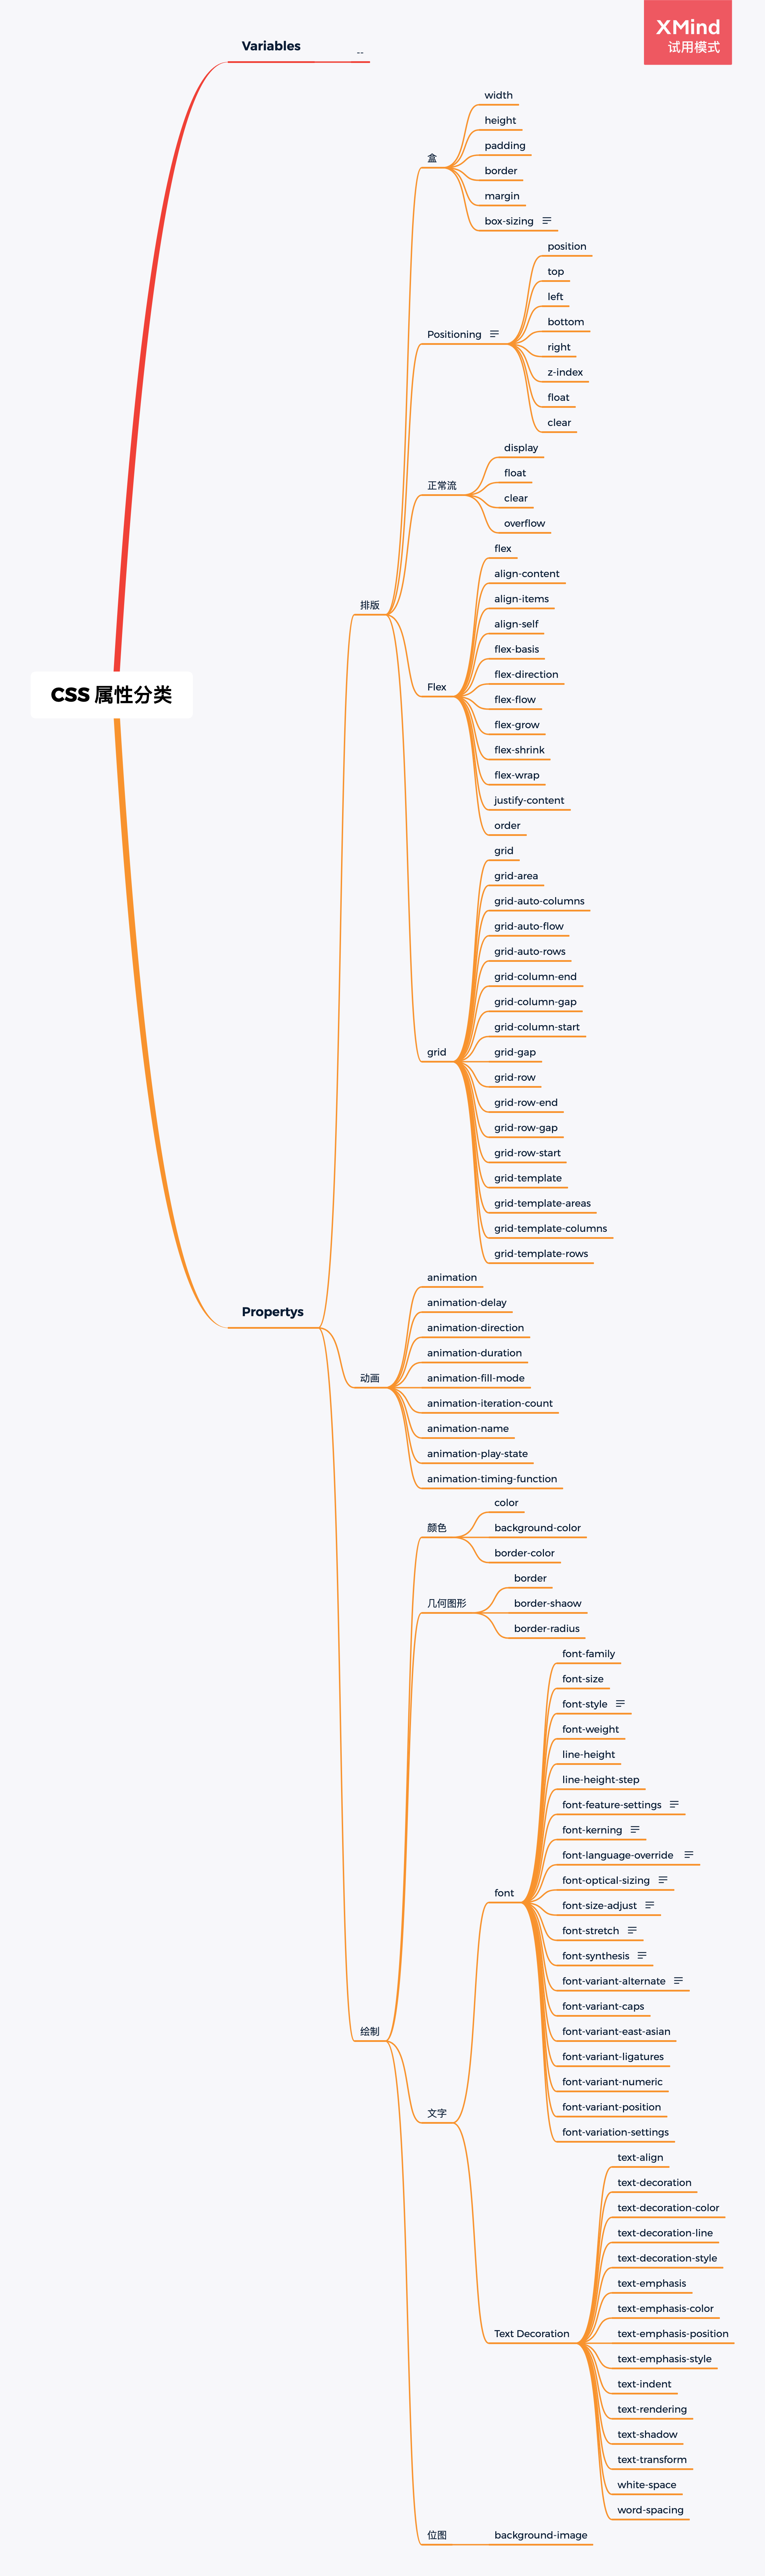 XMind
试用模式
Variables
--
width
height
padding
盒
border
margin
box-sizing
position
top
left
bottom
Positioning
right
z-index
float
clear
display
float
正常流
clear
overflow
flex
align-content
align-items
排版
align-self
flex-basis
flex-direction
Flex
CSS 属性分类
flex-flow
flex-grow
flex-shrink
flex-wrap
justify-content
order
grid
grid-area
grid-auto-columns
grid-auto-flow
grid-auto-rows
grid-column-end
grid-column-gap
grid-column-start
grid
grid-gap
grid-row
grid-row-end
grid-row-gap
grid-row-start
grid-template
grid-template-areas
grid-template-columns
grid-template-rows
Propertys
animation
animation-delay
animation-direction
animation-duration
动画
animation-fill-mode
animation-iteration-count
animation-name
animation-play-state
animation-timing-function
color
颜色
background-color
border-color
border
几何图形
border-shaow
border-radius
font-family
font-size
font-style
font-weight
line-height
line-height-step
font-feature-settings
font-kerning
font-language-override
font-optical-sizing
font
font-size-adjust
font-stretch
font-synthesis
font-variant-alternate
font-variant-caps
绘制
font-variant-east-asian
font-variant-ligatures
font-variant-numeric
文字
font-variant-position
font-variation-settings
text-align
text-decoration
text-decoration-color
text-decoration-line
text-decoration-style
text-emphasis
text-emphasis-color
Text Decoration
text-emphasis-position
text-emphasis-style
text-indent
text-rendering
text-shadow
text-transform
white-space
word-spacing
位图
background-image